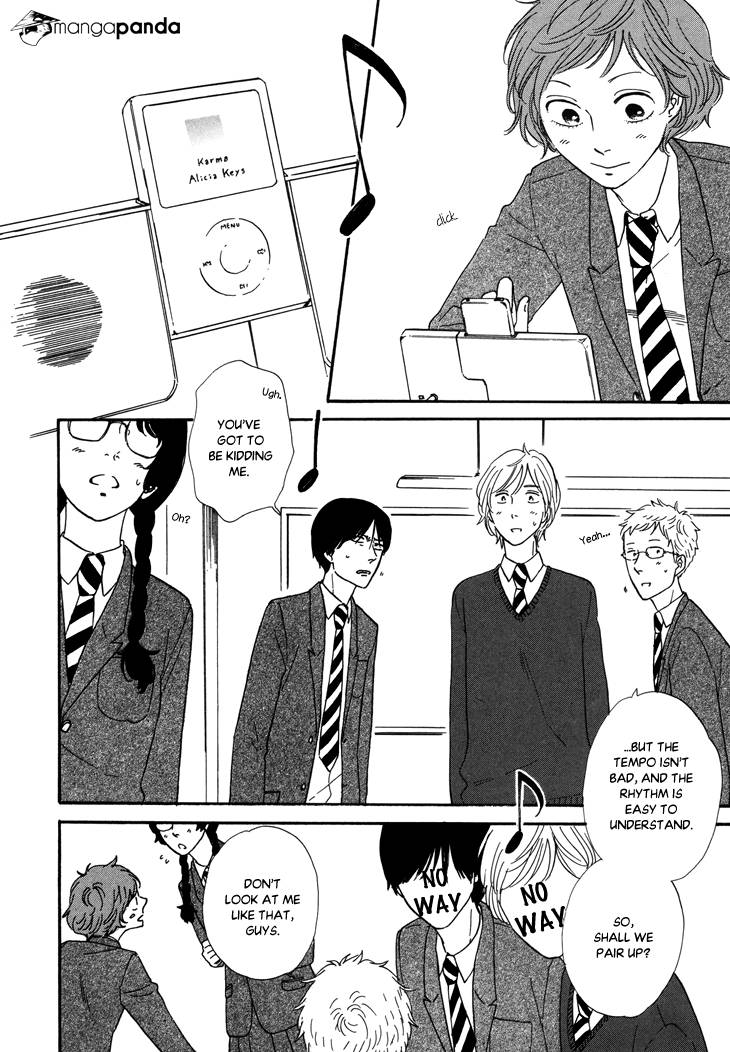 mangapanda
Karma
Alicia Keys
MENU
click
Ugh.
YOU'VE
GOT TO
BE KIDDING
ME.
Oh?
Yeah...
...BUT THE
TEMPO ISN'T
BAD, AND THE
RHYTHM IS
EASY TO
UNDERSTAND.
SO,
SHALL WE
PAIR UP?
NO
WAY
NO
WAY
DON'T
LOOK AT ME
LIKE THAT,
GUYS.